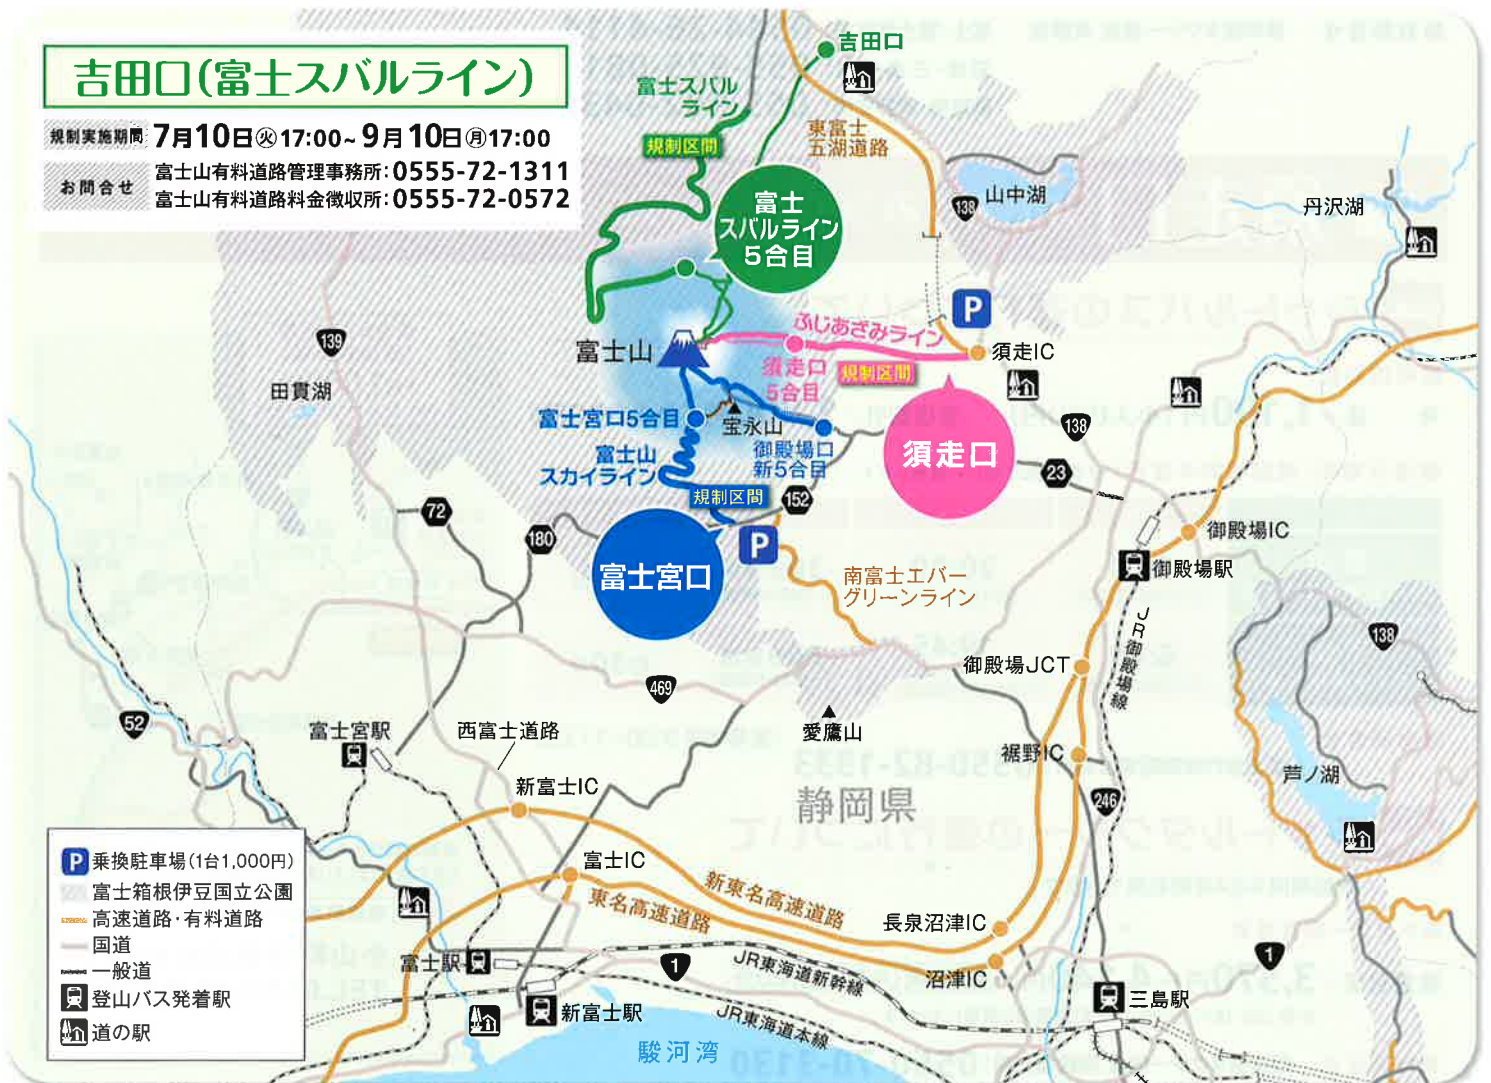 吉田口(富士スバルライン)
規制実施期間 7月10日㊋17:00~9月10日㊊17:00
お問合せ
富士山有料道路管理事務所:0555-72-1311
富士山有料道路料金徴収所:0555-72-0572
吉田口
富士スバル
ライン
規制区間
東富士
五湖道路
富士
スバルライン
5合目
138
山中湖
丹沢湖
139
田貫湖
富士山
P
ふじあざみライン
須走口
5合目
規制区間
須走IC
富士宮口5合目
宝永山
御殿場口
新5合目
富士山
スカイライン
規制区間
152
須走口
138
23
72
180
富士宮口
P
南富士エバー
グリーンライン
御殿場IC
御殿場駅
JR御殿場線
138
御殿場JCT
469
52
富士宮駅
西富士道路
愛鷹山
裾野IC
静岡県
246
芦ノ湖
新富士IC
富士IC
新東名高速道路
東名高速道路
長泉沼津IC
沼津IC
富士駅
1
1
JR東海道新幹線
JR東海道本線
新富士駅
三島駅
駿河湾
P 乗換駐車場(1台1,000円)
富士箱根伊豆国立公園
高速道路・有料道路
国道
一般道
登山バス発着駅
道の駅